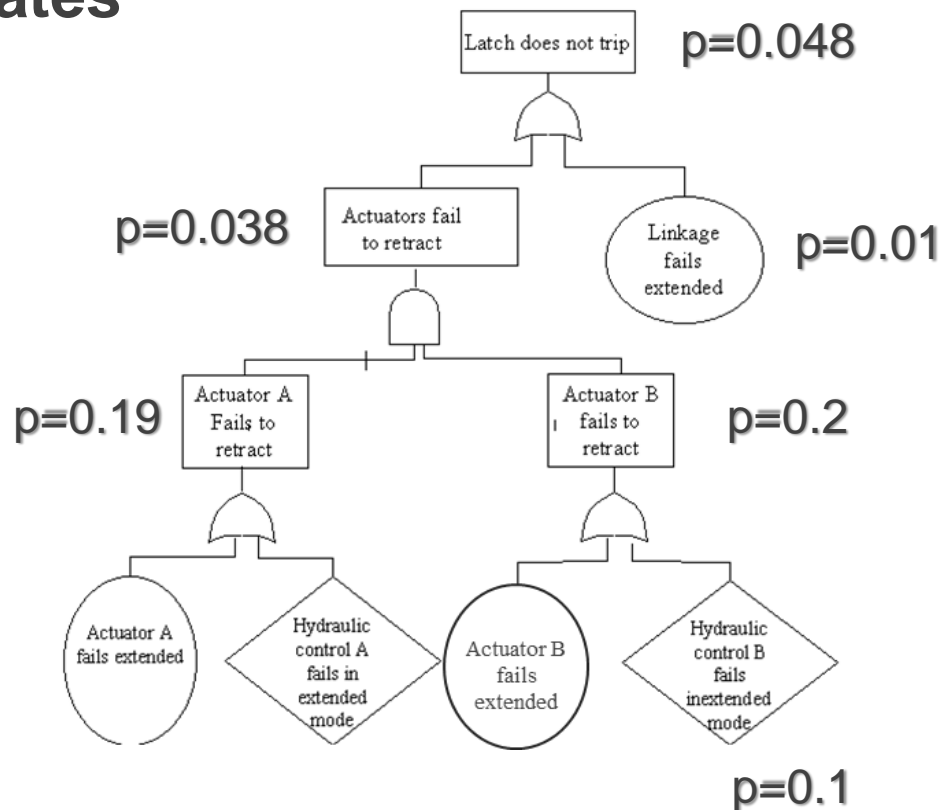 Latch does not trip
p=0.048
Actuators fail
to retract
p=0.038
Linkage
fails
extended
p=0.01
Actuator A
Fails to
retract
p=0.19
Actuator B
fails to
retract
p=0.2
Actuator A
fails extended
Hydraulic
control A
fails in
extended
mode
Actuator B
fails
extended
Hydraulic
control B
fails
inextended
mode
p=0.1